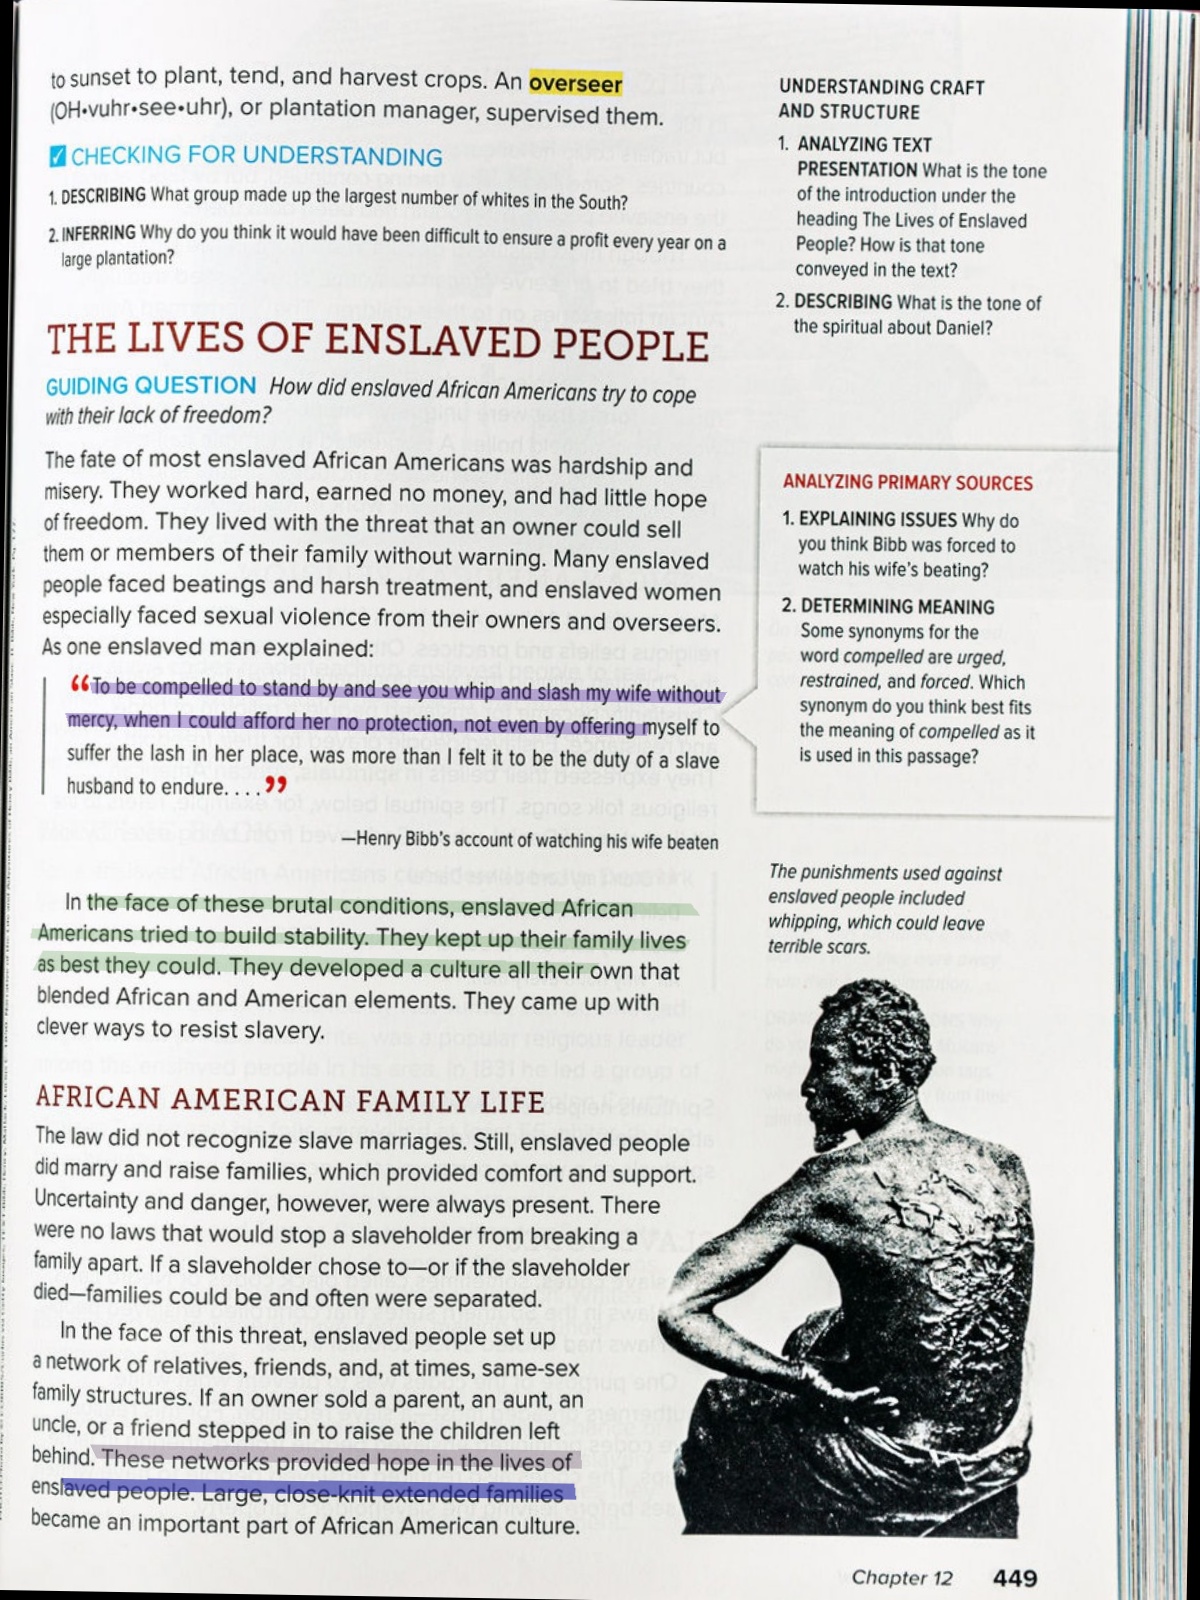 to sunset to plant, tend, and harvest crops. An overseer
(OH•vuhr•see•uhr), or plantation manager, supervised them.
CHECKING FOR UNDERSTANDING
1. DESCRIBING What group made up the largest number of whites in the South?
2. INFERRING Why do you think it would have been difficult to ensure a profit every year on a
large plantation?
THE LIVES OF ENSLAVED PEOPLE
GUIDING QUESTION How did enslaved African Americans try to cope
with their lack of freedom?
The fate of most enslaved African Americans was hardship and
misery. They worked hard, earned no money, and had little hope
of freedom. They lived with the threat that an owner could sell
them or members of their family without warning. Many enslaved
people faced beatings and harsh treatment, and enslaved women
especially faced sexual violence from their owners and overseers.
As one enslaved man explained:
“To be compelled to stand by and see you whip and slash my wife without
mercy, when I could afford her no protection, not even by offering myself to
suffer the lash in her place, was more than I felt it to be the duty of a slave
husband to endure. . . .”
—Henry Bibb's account of watching his wife beaten
In the face of these brutal conditions, enslaved African
Americans tried to build stability. They kept up their family lives
as best they could. They developed a culture all their own that
blended African and American elements. They came up with
clever ways to resist slavery.
AFRICAN AMERICAN FAMILY LIFE
The law did not recognize slave marriages. Still, enslaved people
did marry and raise families, which provided comfort and support.
Uncertainty and danger, however, were always present. There
were no laws that would stop a slaveholder from breaking a
family apart. If a slaveholder chose to—or if the slaveholder
died—families could be and often were separated.
In the face of this threat, enslaved people set up
a network of relatives, friends, and, at times, same-sex
family structures. If an owner sold a parent, an aunt, an
uncle, or a friend stepped in to raise the children left
behind. These networks provided hope in the lives of
enslaved people. Large, close-knit extended families
became an important part of African American culture.
UNDERSTANDING CRAFT
AND STRUCTURE
1. ANALYZING TEXT
PRESENTATION What is the tone
of the introduction under the
heading The Lives of Enslaved
People? How is that tone
conveyed in the text?
2. DESCRIBING What is the tone of
the spiritual about Daniel?
ANALYZING PRIMARY SOURCES
1. EXPLAINING ISSUES Why do
you think Bibb was forced to
watch his wife's beating?
2. DETERMINING MEANING
Some synonyms for the
word compelled are urged,
restrained, and forced. Which
synonym do you think best fits
the meaning of compelled as it
is used in this passage?
The punishments used against
enslaved people included
whipping, which could leave
terrible scars.
Chapter 12 449